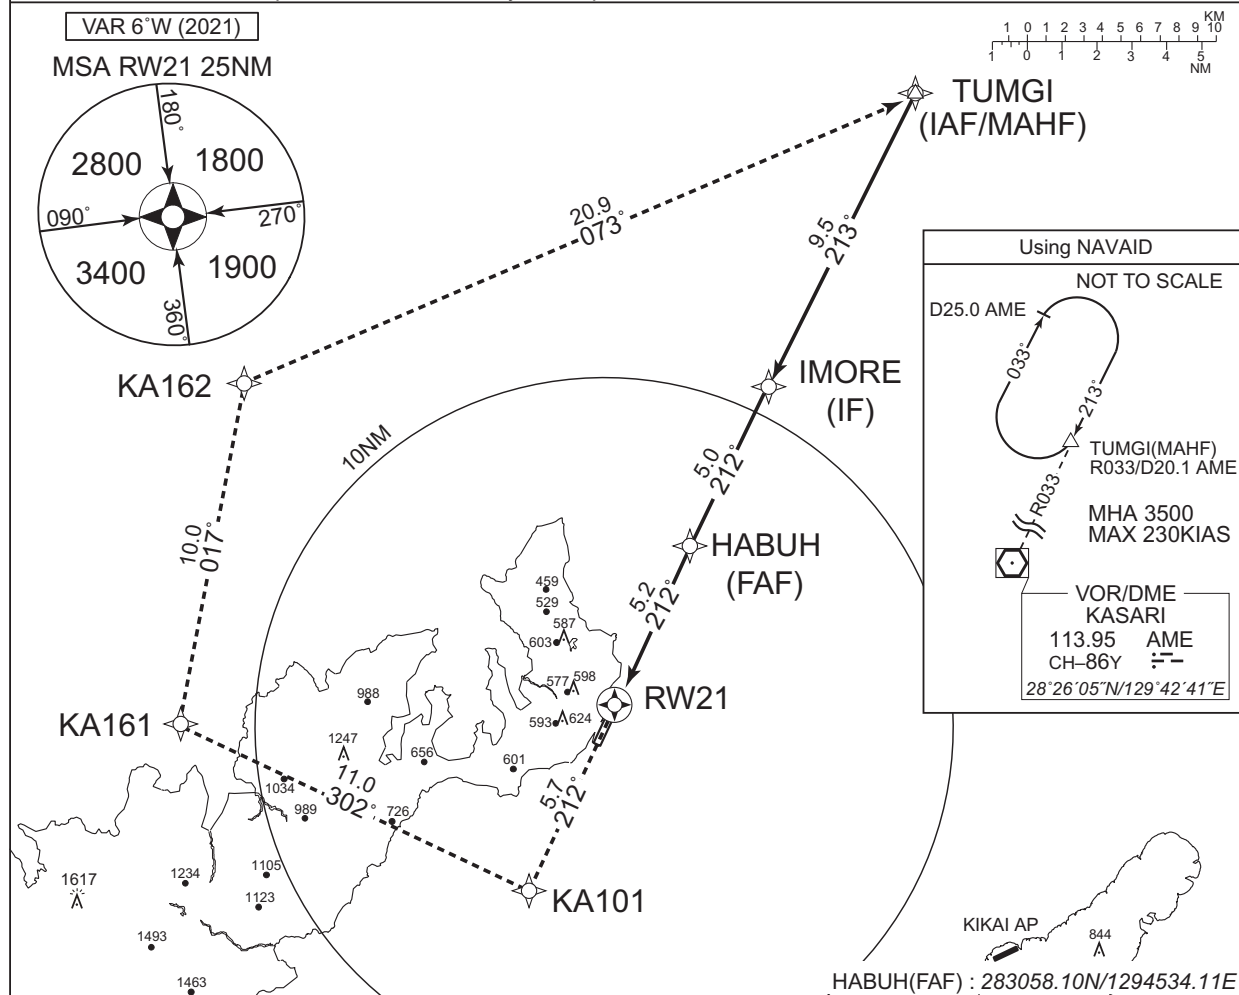 VAR 6˚W (2021)
MSA RW21 25NM
180˚
2800
1800
090˚
270˚
3400
1900
360˚
KM
1 0 1 2 3 4 5 6 7 8 9 10
1 0 1 2 3 4 5
NM
TUMGI
(IAF/MAHF)
20.9
073˚
9.5
213˚
KA162
IMORE
(IF)
10NM
5.0
212˚
10.0
017˚
HABUH
(FAF)
5.2
212˚
459
529
587
603
577
598
593
624
RW21
988
KA161
1247
656
601
11.0
302˚
1034
989
726
5.7
212˚
KA101
1617
1234
1105
1123
1493
1463
Using NAVAID
NOT TO SCALE
D25.0 AME
033˚
213˚
TUMGI(MAHF)
R033/D20.1 AME
R033
MHA 3500
MAX 230KIAS
VOR/DME
KASARI
113.95 AME
CH–86Y
28˚26´05˝N/129˚42´41˝E
KIKAI AP
844
HABUH(FAF) : 283058.10N/1294534.11E